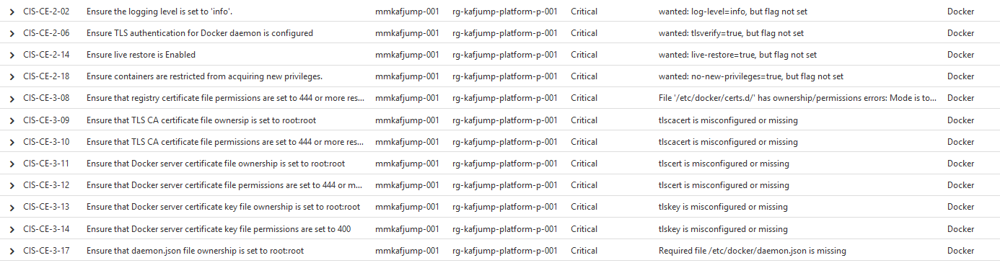 CIS-CE-2-02 Ensure the logging level is set to 'info'. mmkafjump-001 rg-kafjump-platform-p-001 Critical wanted: log-level=info, but flag not set Docker
CIS-CE-2-06 Ensure TLS authentication for Docker daemon is configured mmkafjump-001 rg-kafjump-platform-p-001 Critical wanted: tlsverify=true, but flag not set Docker
CIS-CE-2-14 Ensure live restore is Enabled mmkafjump-001 rg-kafjump-platform-p-001 Critical wanted: live-restore=true, but flag not set Docker
CIS-CE-2-18 Ensure containers are restricted from acquiring new privileges. mmkafjump-001 rg-kafjump-platform-p-001 Critical wanted: no-new-privileges=true, but flag not set Docker
CIS-CE-3-08 Ensure that registry certificate file permissions are set to 444 or more res... mmkafjump-001 rg-kafjump-platform-p-001 Critical File '/etc/docker/certs.d/' has ownership/permissions errors: Mode is to... Docker
CIS-CE-3-09 Ensure that TLS CA certificate file ownersip is set to root:root mmkafjump-001 rg-kafjump-platform-p-001 Critical tlscacert is misconfigured or missing Docker
CIS-CE-3-10 Ensure that TLS CA certificate file permissions are set to 444 or more res... mmkafjump-001 rg-kafjump-platform-p-001 Critical tlscacert is misconfigured or missing Docker
CIS-CE-3-11 Ensure that Docker server certificate file ownership is set to root:root mmkafjump-001 rg-kafjump-platform-p-001 Critical tlscert is misconfigured or missing Docker
CIS-CE-3-12 Ensure that Docker server certificate file permissions are set to 444 or m... mmkafjump-001 rg-kafjump-platform-p-001 Critical tlscert is misconfigured or missing Docker
CIS-CE-3-13 Ensure that Docker server certificate key file ownership is set to root:root mmkafjump-001 rg-kafjump-platform-p-001 Critical tlskey is misconfigured or missing Docker
CIS-CE-3-14 Ensure that Docker server certificate key file permissions are set to 400 mmkafjump-001 rg-kafjump-platform-p-001 Critical tlskey is misconfigured or missing Docker
CIS-CE-3-17 Ensure that daemon.json file ownership is set to root:root mmkafjump-001 rg-kafjump-platform-p-001 Critical Required file /etc/docker/daemon.json is missing Docker